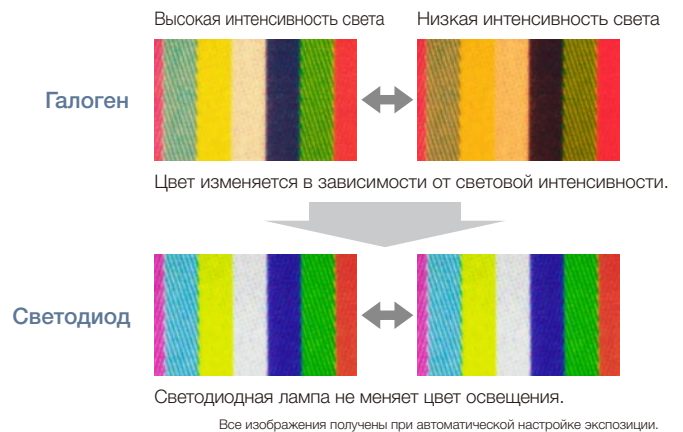 Высокая интенсивность света
Низкая интенсивность света
Галоген
Цвет изменяется в зависимости от световой интенсивности.
Светодиод
Светодиодная лампа не меняет цвет освещения.
Все изображения получены при автоматической настройке экспозиции.